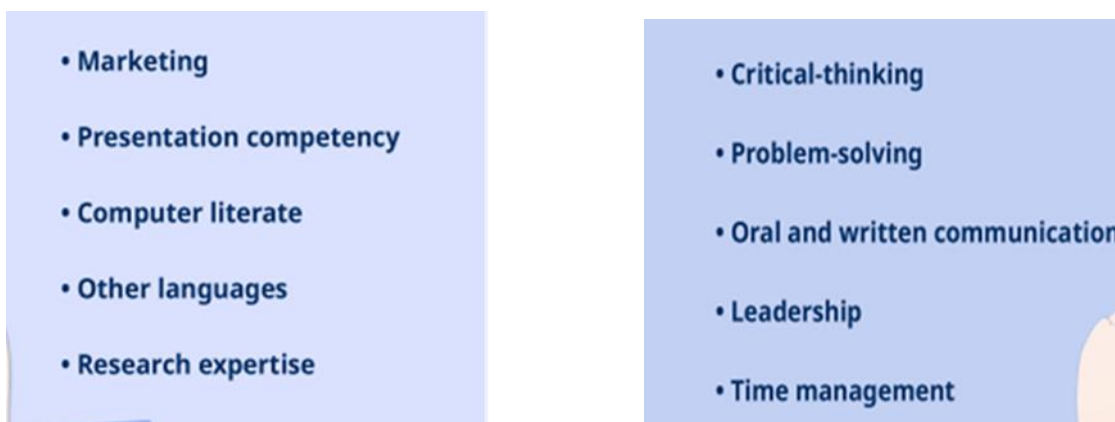 • Marketing
• Presentation competency
• Computer literate
• Other languages
• Research expertise
• Critical-thinking
• Problem-solving
• Oral and written communication
• Leadership
• Time management